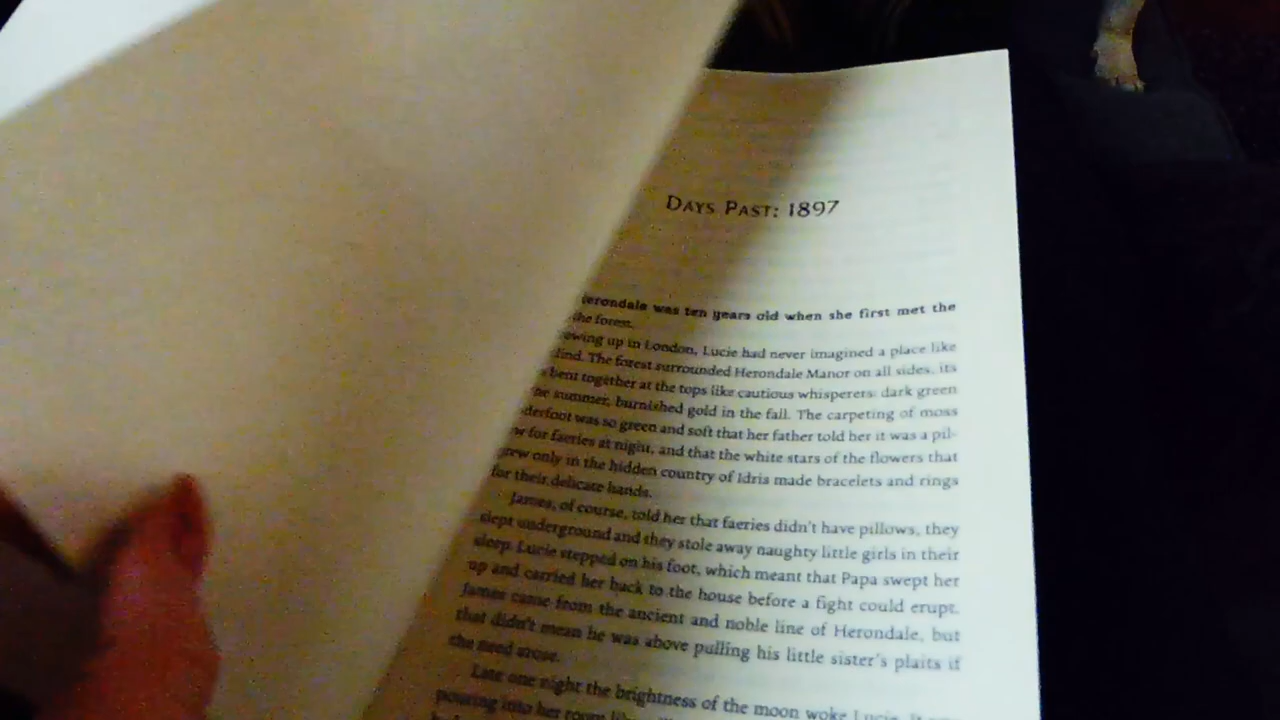 DAYS PAST: 1897
erondale was ten years old when she first met the
the forest.
owing up in London, Lucie had never imagined a place like
The forest surrounded Herondale Manor on all sides, its
bent together at the tops like cautious whisperers: dark green
summer, burnished gold in the fall. The carpeting of moss
derfoot was so green and soft that her father told her it was a pil-
for faeries at night, and that the white stars of the flowers that
grew only in the hidden country of Idris made bracelets and rings
for their delicate hands.
James, of course, told her that faeries didn't have pillows, they
slept underground and they stole away naughty little girls in their
sleep. Lucie stepped on his foot, which meant that Papa swept her
up and carried her back to the house before a fight could erupt.
James came from the ancient and noble line of Herondale, but
that didn't mean he was above pulling his little sister's plaits if
the need arose.
Late one night the brightness of the moon woke Lucie. It
pouring into her room